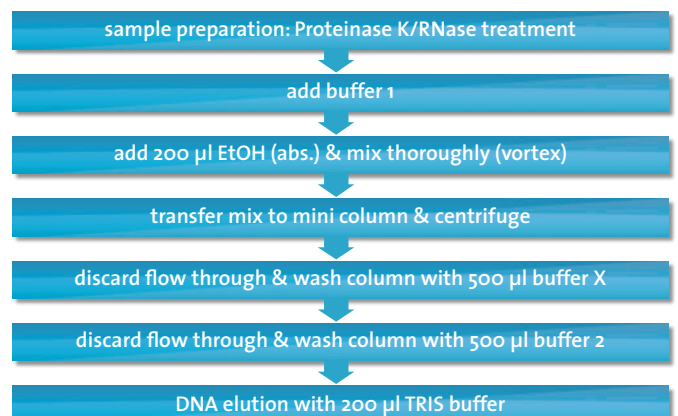 sample preparation: Proteinase K/RNase treatment
add buffer 1
add 200 µl EtOH (abs.) & mix thoroughly (vortex)
transfer mix to mini column & centrifuge
discard flow through & wash column with 500 µl buffer X
discard flow through & wash column with 500 µl buffer 2
DNA elution with 200 µl TRIS buffer